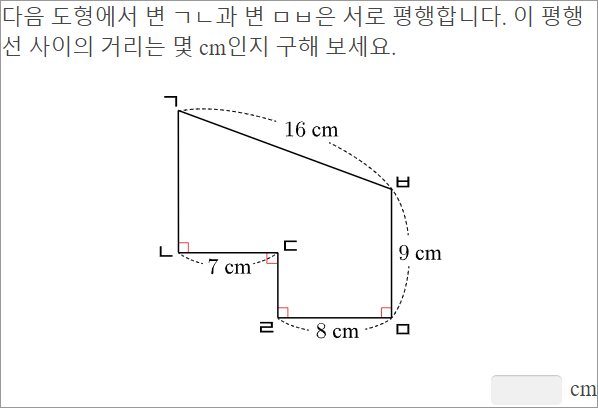 다음 도형에서 변 ㄱㄴ과 변 ㅁㅂ은 서로 평행합니다. 이 평행
선 사이의 거리는 몇 cm인지 구해 보세요.
ㄱ
16 cm
ㅂ
ㄴ
ㄷ
9 cm
7 cm
ㄹ
8 cm
ㅁ
cm